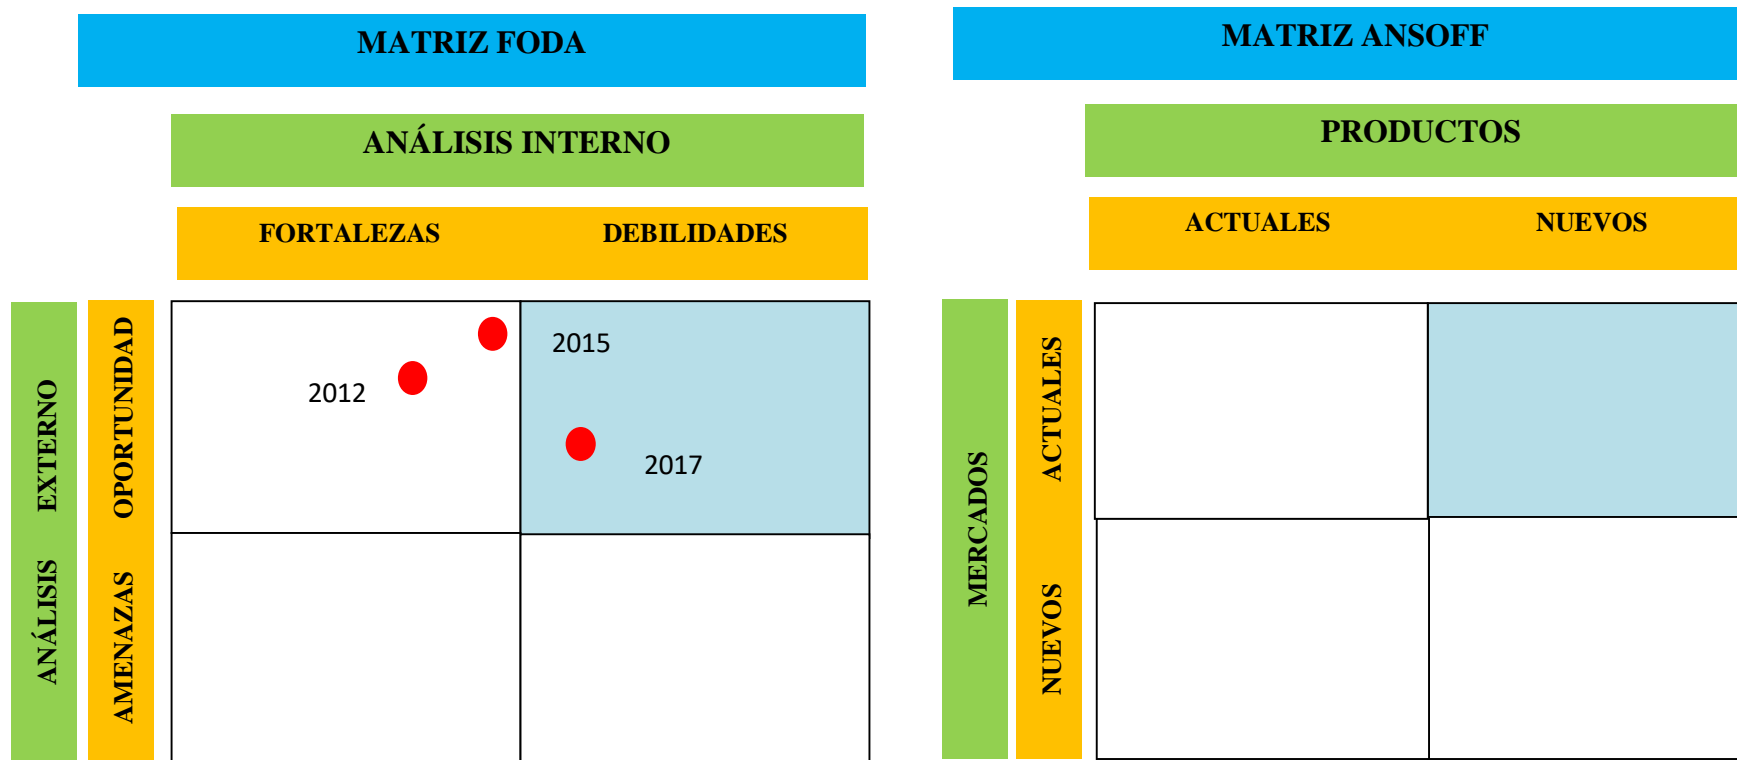 MATRIZ FODA
ANÁLISIS INTERNO
FORTALEZAS DEBILIDADES
ANÁLISIS EXTERNO
OPORTUNIDAD
AMENAZAS
2015
2012
2017
MATRIZ ANSOFF
PRODUCTOS
ACTUALES NUEVOS
MERCADOS
ACTUALES
NUEVOS